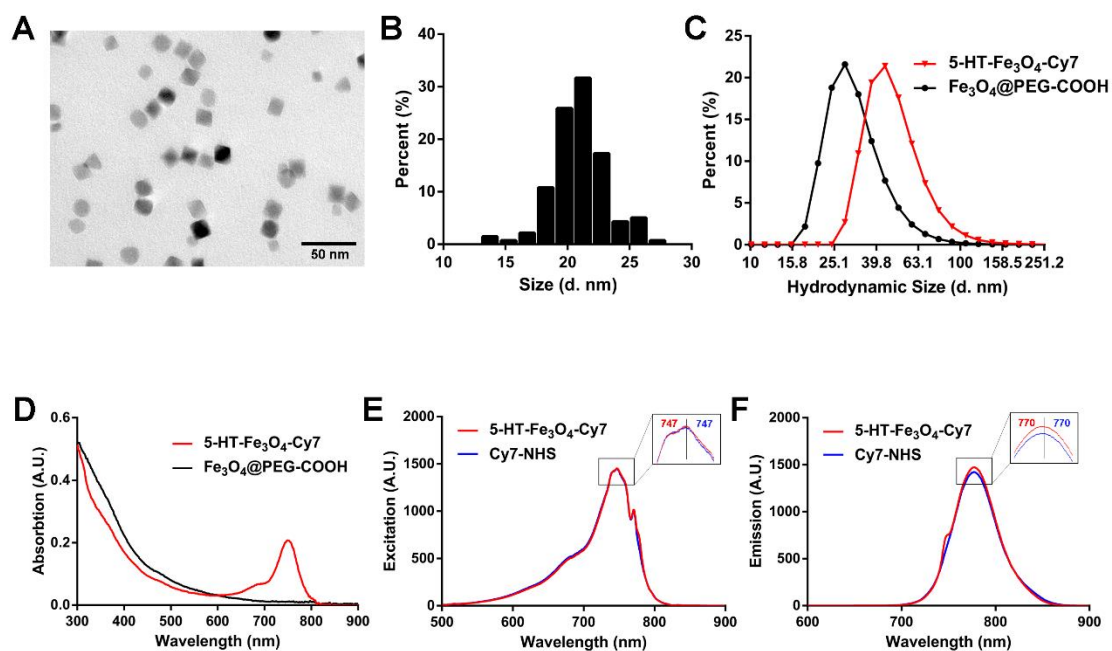 A
50 nm
B
Percent (%)
40
30
20
10
0
10 15 20 25 30
Size (d. nm)
C
5-HT-Fe₃O₄-Cy7
Fe₃O₄@PEG-COOH
Percent (%)
25
20
15
10
5
0
10 15.8 25.1 39.8 63.1 100 158.5 251.2
Hydrodynamic Size (d. nm)
D
5-HT-Fe₃O₄-Cy7
Fe₃O₄@PEG-COOH
Absorbtion (A.U.)
0.6
0.4
0.2
0.0
300 400 500 600 700 800 900
Wavelength (nm)
E
5-HT-Fe₃O₄-Cy7
Cy7-NHS
747 747
Excitation (A.U.)
2000
1500
1000
500
0
500 600 700 800 900
Wavelength (nm)
F
5-HT-Fe₃O₄-Cy7
Cy7-NHS
770 770
Emission (A.U.)
2000
1500
1000
500
0
600 700 800 900
Wavelength (nm)